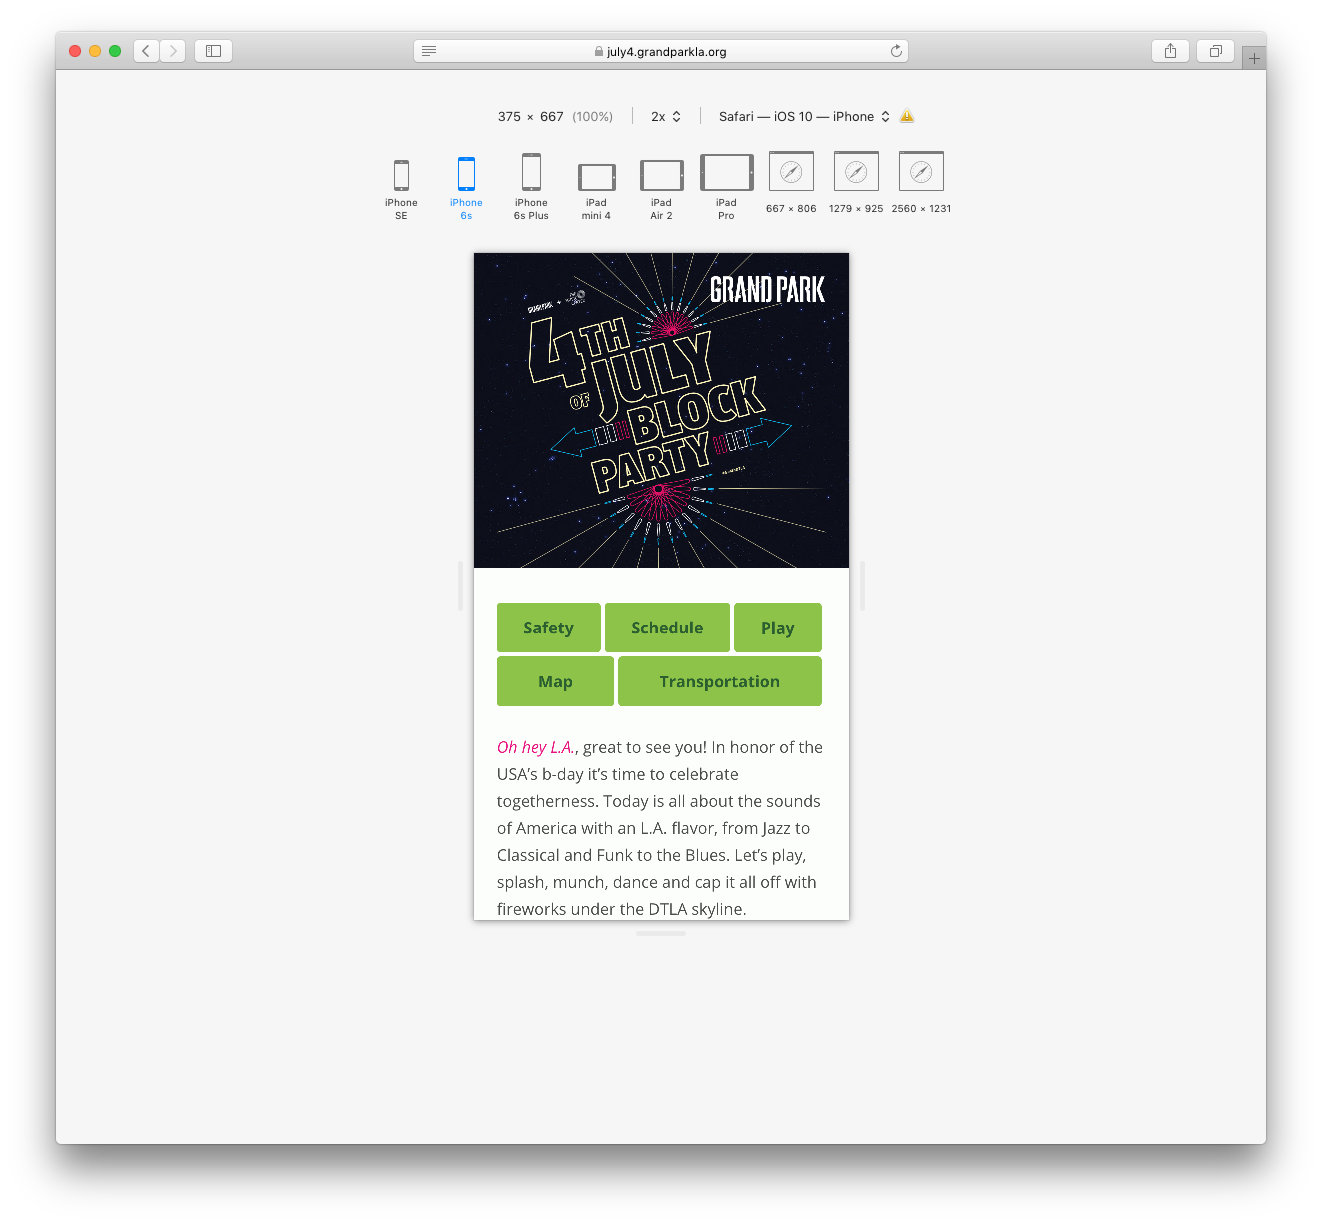 july4.grandparkla.org
375 × 667 (100%)
2x
Safari — iOS 10 — iPhone
iPhone SE
iPhone 6s
iPhone 6s Plus
iPad mini 4
iPad Air 2
iPad Pro
667 × 806
1279 × 925
2560 × 1231
GRAND PARK
GRAND PARK +
4TH
OF JULY
BLOCK
PARTY
Safety
Schedule
Play
Map
Transportation
Oh hey L.A., great to see you! In honor of the
USA’s b-day it’s time to celebrate
togetherness. Today is all about the sounds
of America with an L.A. flavor, from Jazz to
Classical and Funk to the Blues. Let’s play,
splash, munch, dance and cap it all off with
fireworks under the DTLA skyline.